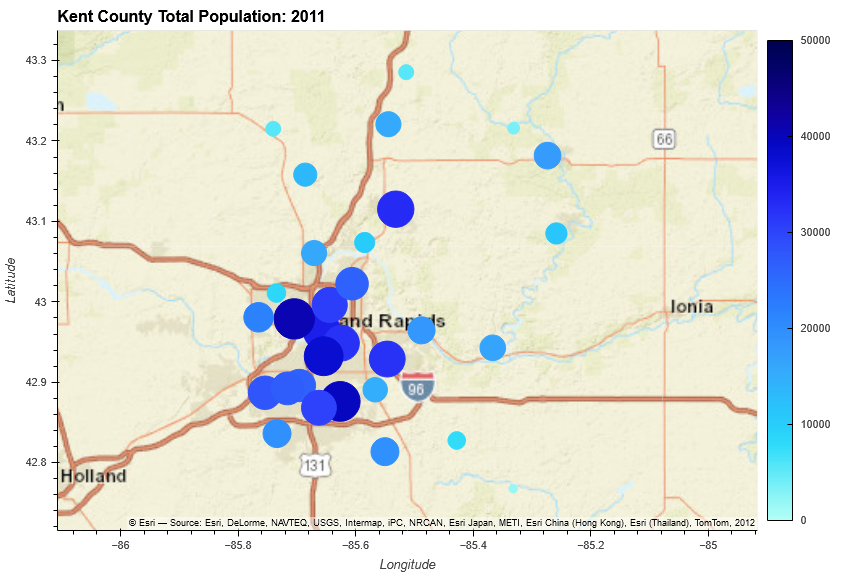 Kent County Total Population: 2011
50000
43.3
n
43.2
66
40000
43.1
30000
43
Ionia
and Rapids
20000
42.9
96
10000
42.8
Holland
131
0
© Esri — Source: Esri, DeLorme, NAVTEQ, USGS, Intermap, iPC, NRCAN, Esri Japan, METI, Esri China (Hong Kong), Esri (Thailand), TomTom, 2012
−86
−85.8
−85.6
−85.4
−85.2
−85
Latitude
Longitude